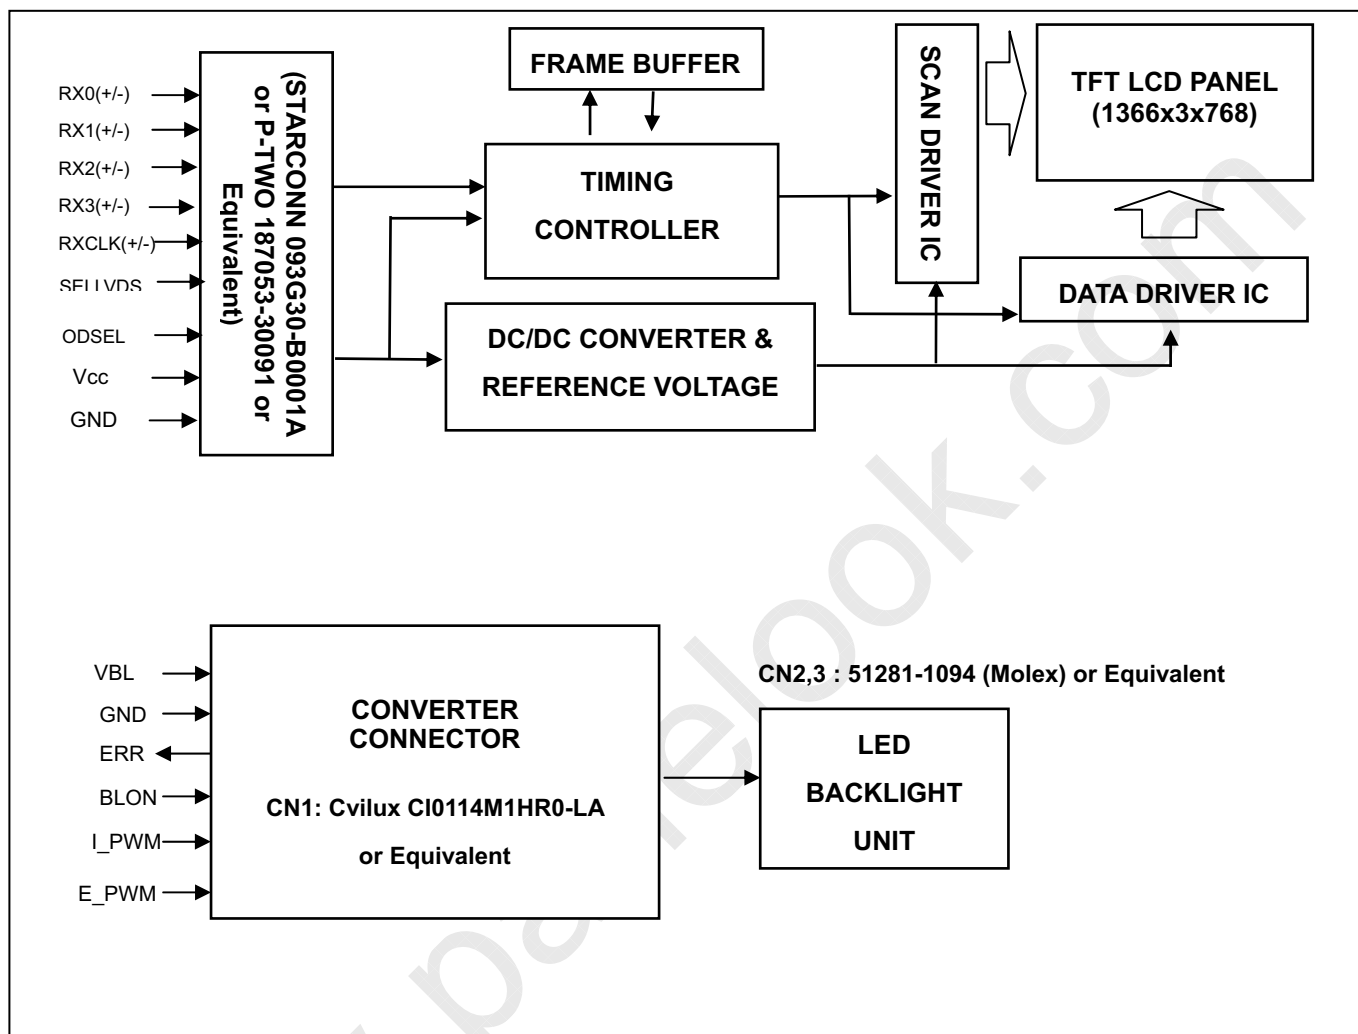 RX0(+/-)
RX1(+/-)
RX2(+/-)
RX3(+/-)
RXCLK(+/-)
SELLVDS
ODSEL
Vcc
GND
(STARCONN 093G30-B0001A
or P-TWO 187053-30091 or
Equivalent)
FRAME BUFFER
TIMING
CONTROLLER
DC/DC CONVERTER &
REFERENCE VOLTAGE
SCAN DRIVER IC
TFT LCD PANEL
(1366x3x768)
DATA DRIVER IC
VBL
GND
ERR
BLON
I_PWM
E_PWM
CONVERTER
CONNECTOR
CN1: Cvilux CI0114M1HR0-LA
or Equivalent
CN2,3 : 51281-1094 (Molex) or Equivalent
LED
BACKLIGHT
UNIT
panelook.com